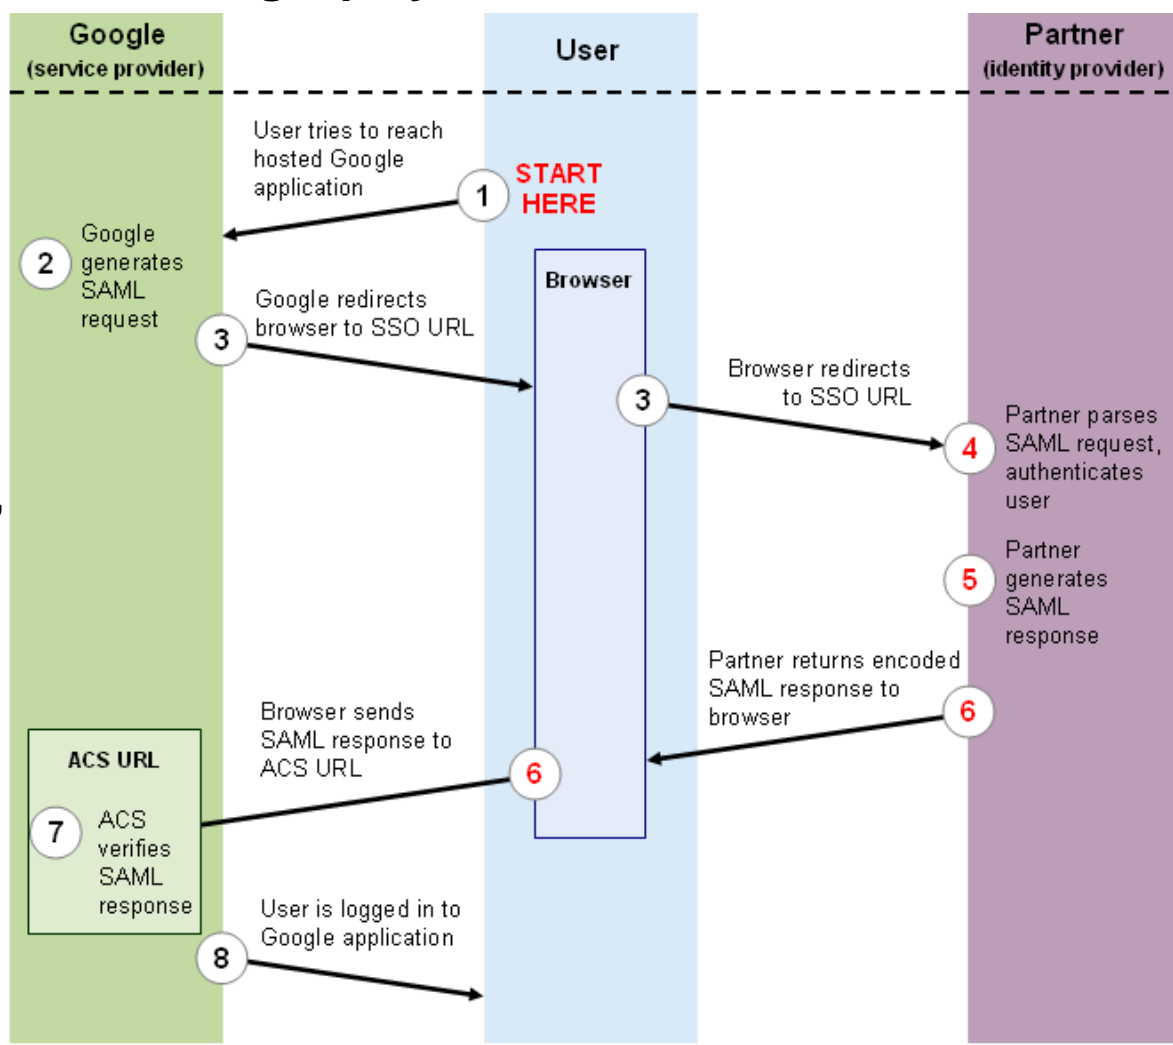 Google
(service provider)
User
Partner
(identity provider)
User tries to reach
hosted Google
application
1
START
HERE
2
Google
generates
SAML
request
Browser
3
Google redirects
browser to SSO URL
3
Browser redirects
to SSO URL
4
Partner parses
SAML request,
authenticates
user
5
Partner
generates
SAML
response
Partner returns encoded
SAML response to
browser
6
Browser sends
SAML response to
ACS URL
6
ACS URL
7
ACS
verifies
SAML
response
User is logged in to
Google application
8